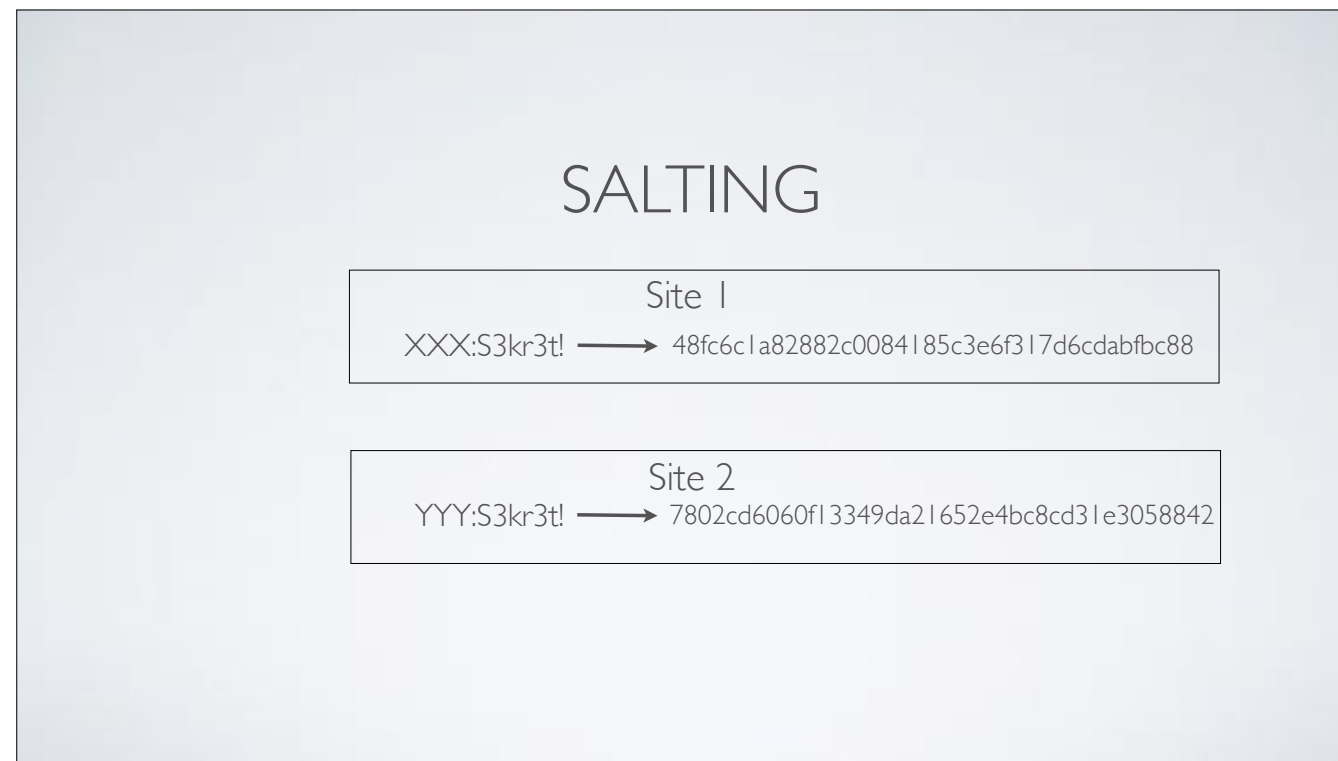 SALTING
Site 1
XXX:S3kr3t! → 48fc6c1a82882c0084185c3e6f317d6cdabfbc88
Site 2
YYY:S3kr3t! → 7802cd6060f13349da21652e4bc8cd31e3058842